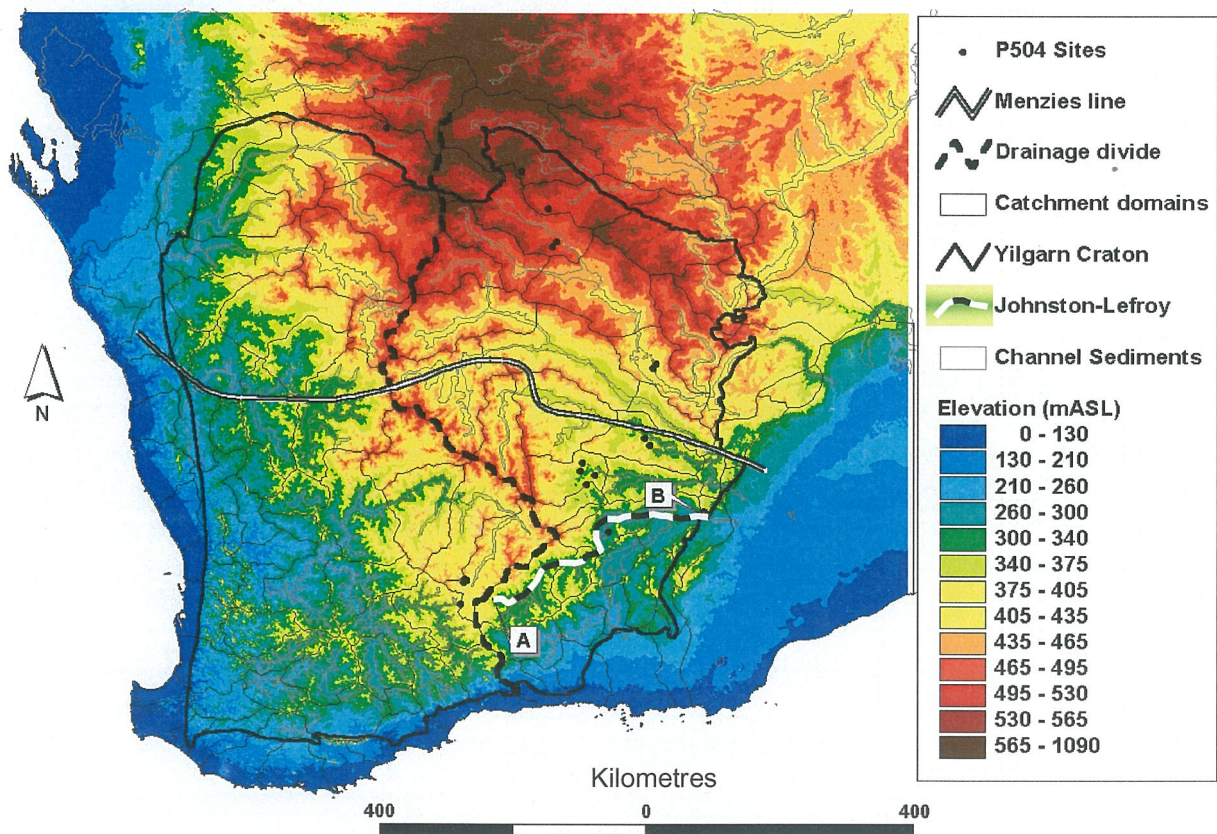 P504 Sites
Menzies line
Drainage divide
Catchment domains
Yilgarn Craton
Johnston-Lefroy
Channel Sediments
Elevation (mASL)
0 - 130
130 - 210
210 - 260
260 - 300
300 - 340
340 - 375
375 - 405
405 - 435
435 - 465
465 - 495
495 - 530
530 - 565
565 - 1090
N
B
A
Kilometres
400 0 400